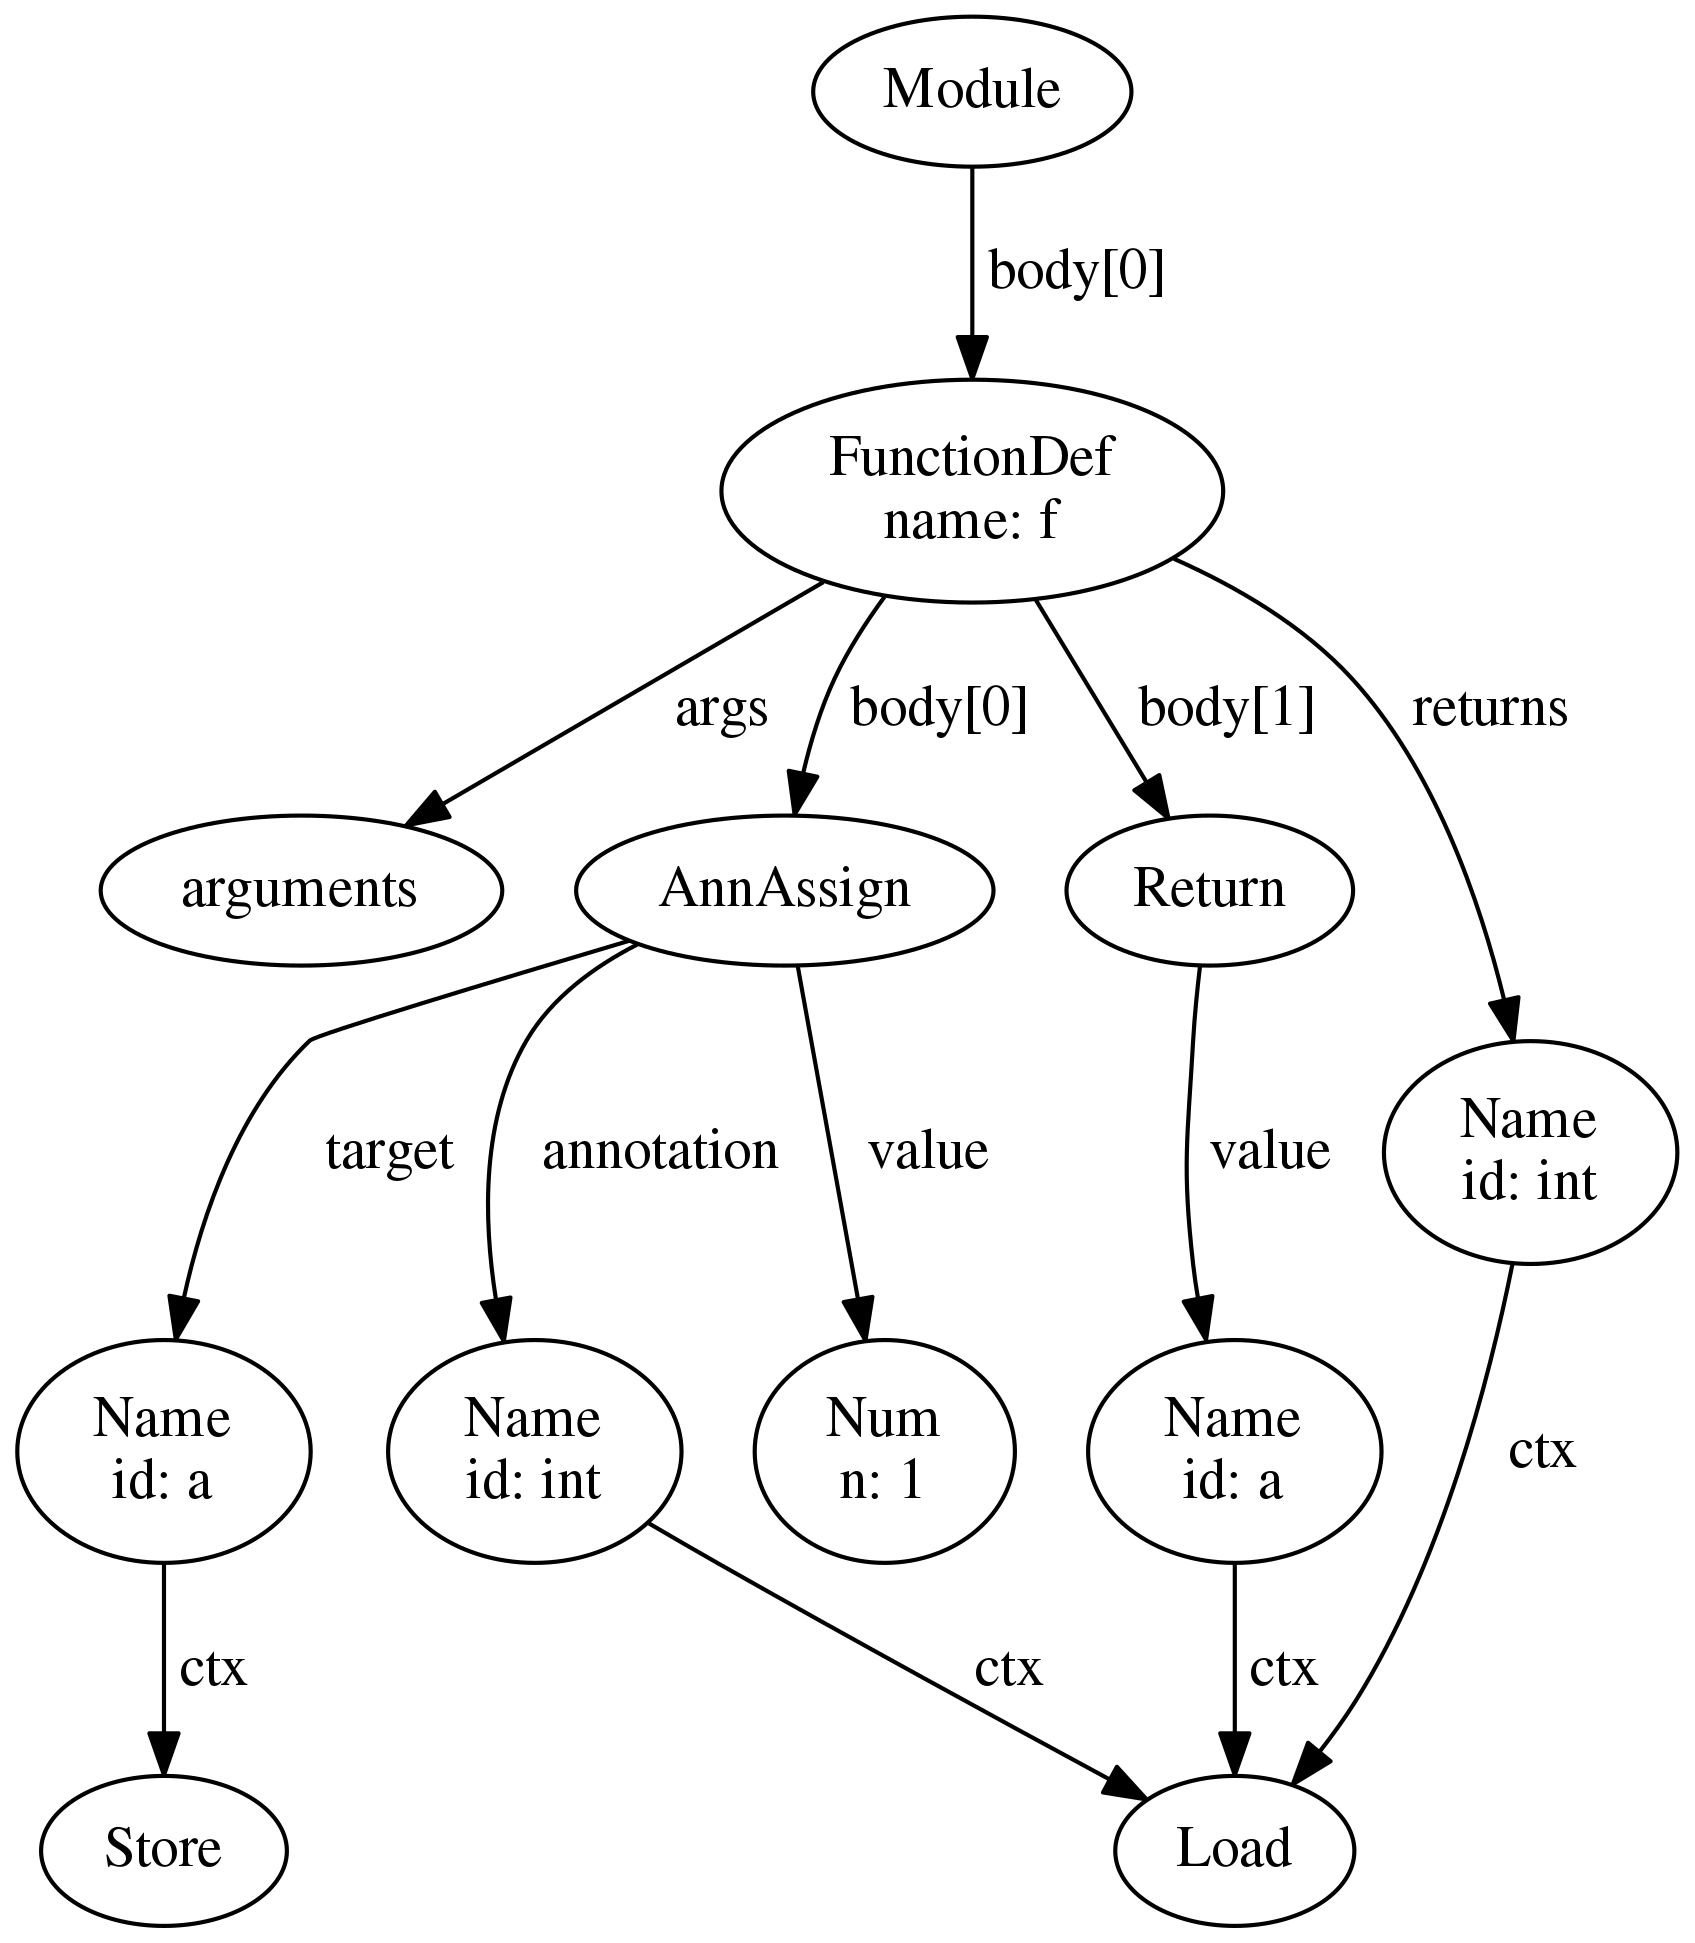 Module
body[0]
FunctionDef
name: f
args
body[0]
body[1]
returns
arguments
AnnAssign
Return
target
annotation
value
value
Name
id: int
Name
id: a
Name
id: int
Num
n: 1
Name
id: a
ctx
ctx
ctx
ctx
Store
Load